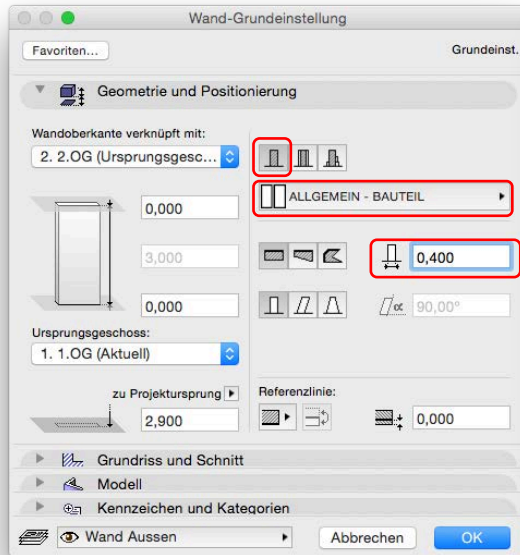 Wand-Grundeinstellung
Favoriten...
Grundeinst.
Geometrie und Positionierung
Wandoberkante verknüpft mit:
2. 2.OG (Ursprungsgesc...
ALLGEMEIN - BAUTEIL
0,000
3,000
0,400
0,000
α 90,00°
Ursprungsgeschoss:
1. 1.OG (Aktuell)
zu Projektursprung
Referenzlinie:
2,900
0,000
Grundriss und Schnitt
Modell
Kennzeichen und Kategorien
Wand Aussen
Abbrechen
OK